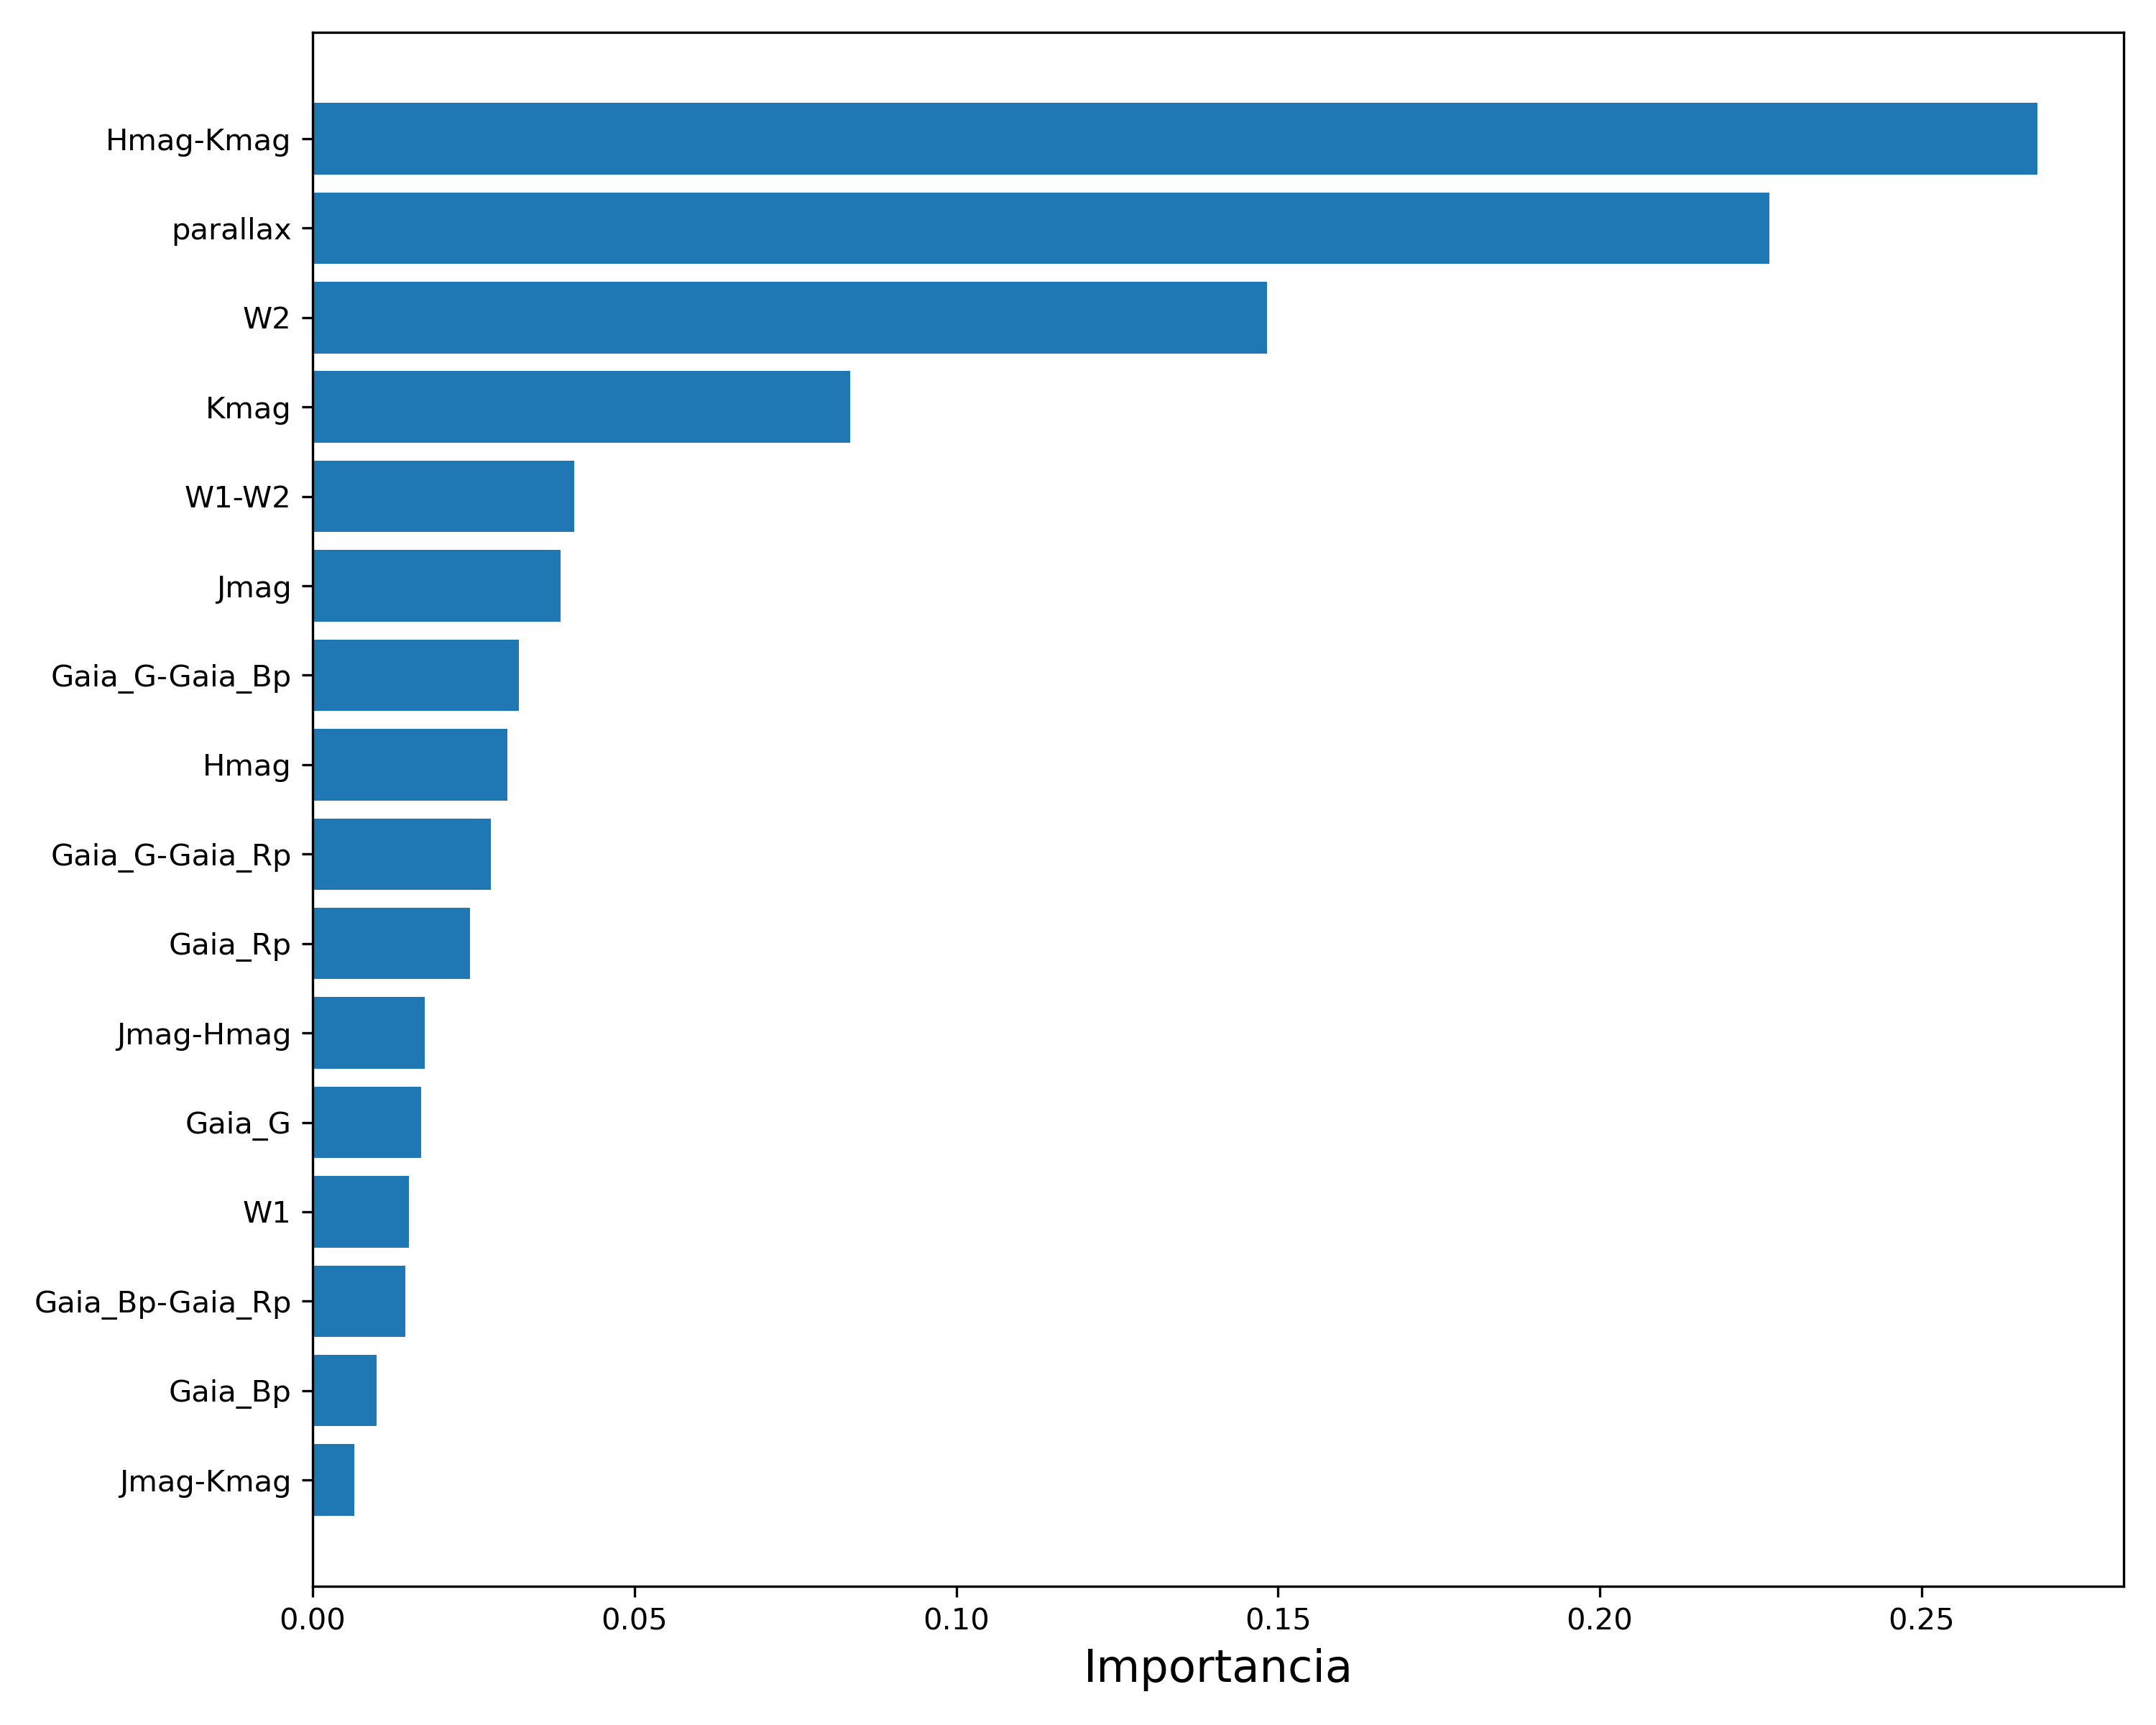 Hmag-Kmag
parallax
W2
Kmag
W1-W2
Jmag
Gaia_G-Gaia_Bp
Hmag
Gaia_G-Gaia_Rp
Gaia_Rp
Jmag-Hmag
Gaia_G
W1
Gaia_Bp-Gaia_Rp
Gaia_Bp
Jmag-Kmag
0.00 0.05 0.10 0.15 0.20 0.25
Importancia